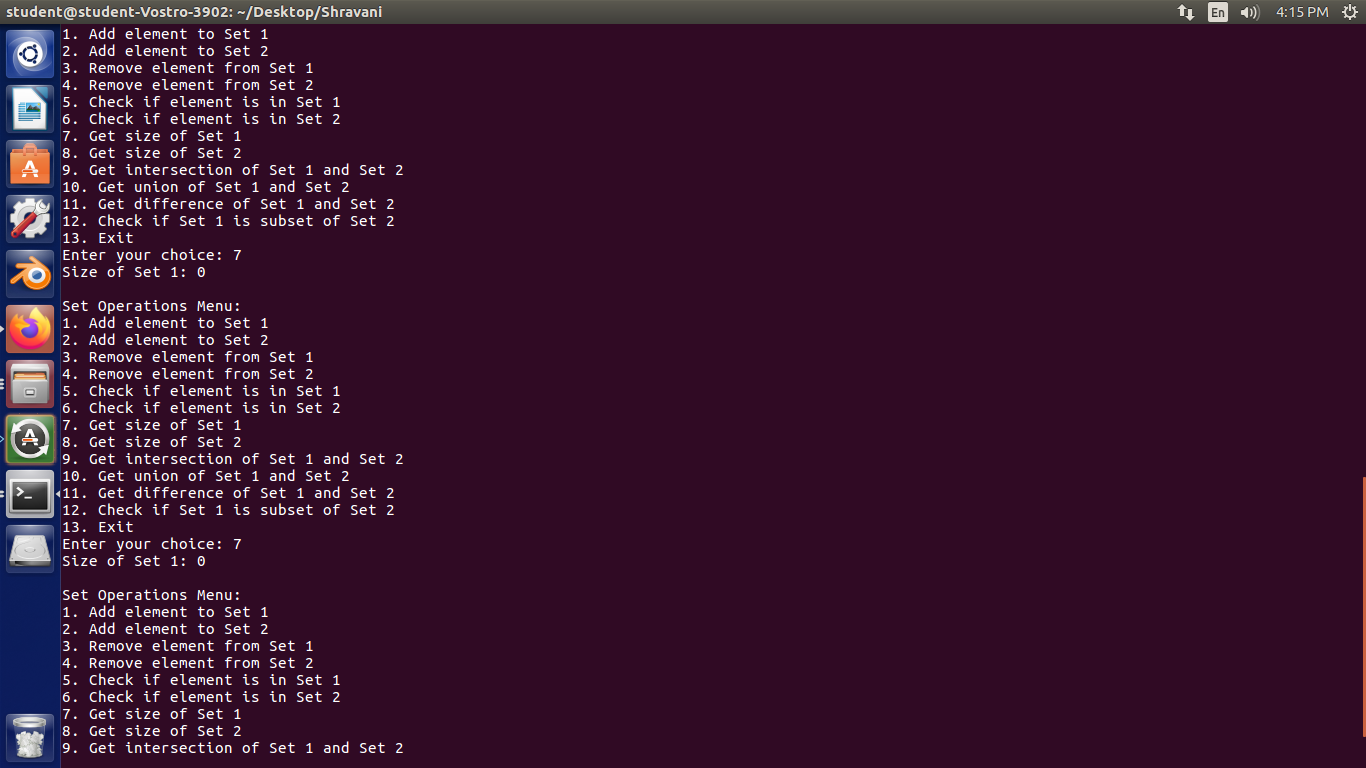 student@student-Vostro-3902: ~/Desktop/Shravani
En
4:15 PM
1. Add element to Set 1
2. Add element to Set 2
3. Remove element from Set 1
4. Remove element from Set 2
5. Check if element is in Set 1
6. Check if element is in Set 2
7. Get size of Set 1
8. Get size of Set 2
9. Get intersection of Set 1 and Set 2
10. Get union of Set 1 and Set 2
11. Get difference of Set 1 and Set 2
12. Check if Set 1 is subset of Set 2
13. Exit
Enter your choice: 7
Size of Set 1: 0
Set Operations Menu:
1. Add element to Set 1
2. Add element to Set 2
3. Remove element from Set 1
4. Remove element from Set 2
5. Check if element is in Set 1
6. Check if element is in Set 2
7. Get size of Set 1
8. Get size of Set 2
9. Get intersection of Set 1 and Set 2
10. Get union of Set 1 and Set 2
11. Get difference of Set 1 and Set 2
12. Check if Set 1 is subset of Set 2
13. Exit
Enter your choice: 7
Size of Set 1: 0
Set Operations Menu:
1. Add element to Set 1
2. Add element to Set 2
3. Remove element from Set 1
4. Remove element from Set 2
5. Check if element is in Set 1
6. Check if element is in Set 2
7. Get size of Set 1
8. Get size of Set 2
9. Get intersection of Set 1 and Set 2